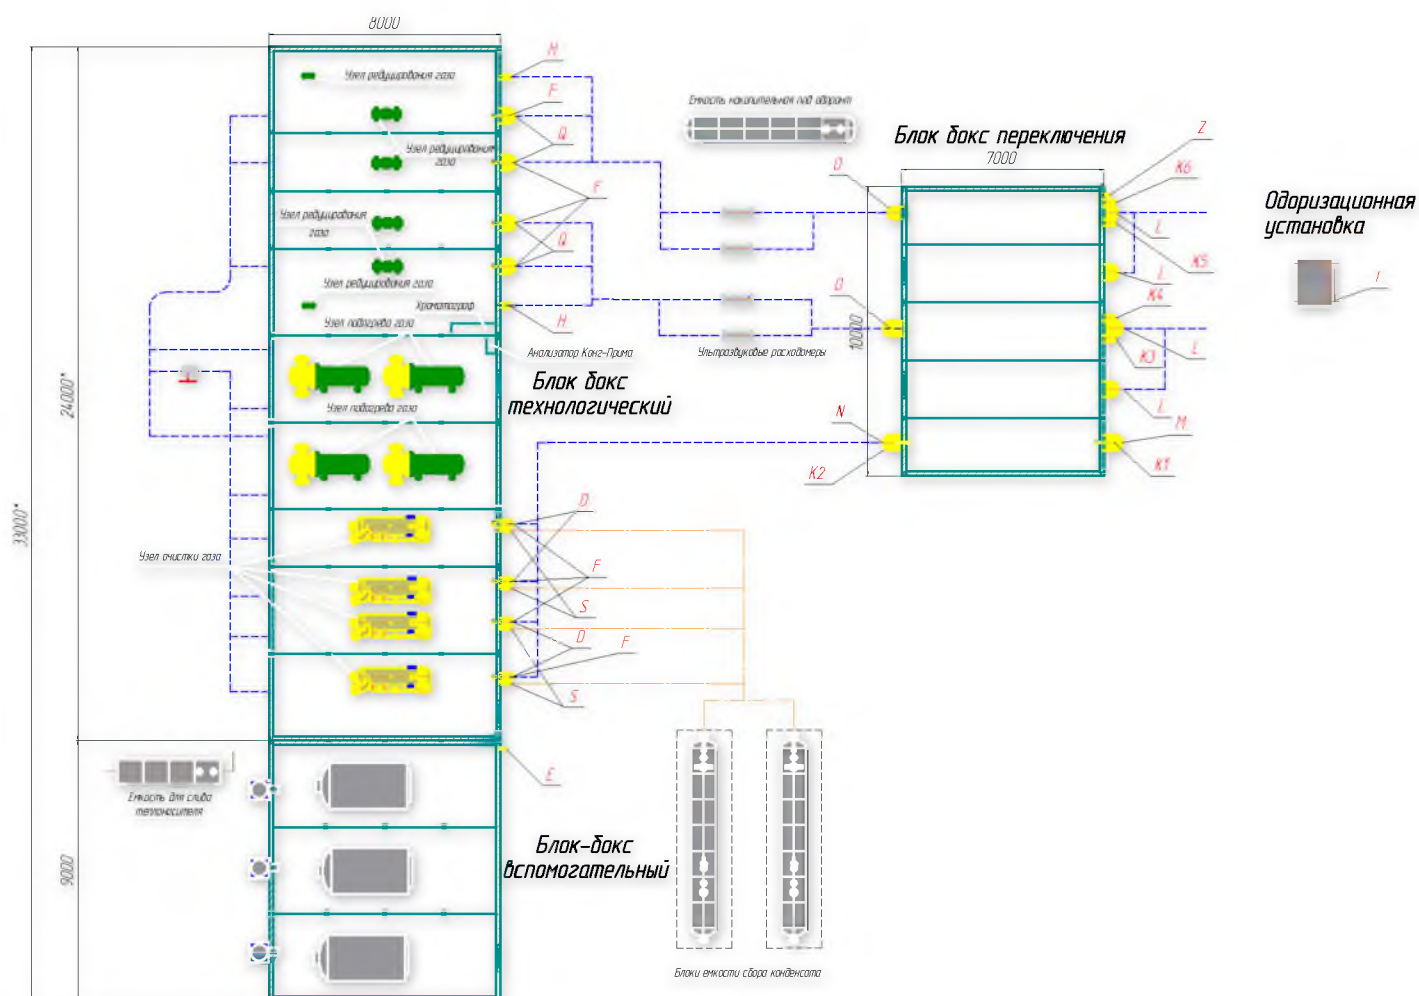 8000
H
Узел редуцирования газа
F
Емкость накопительная под одорант
Блок бокс переключения
Z
Q
7000
K6
Узел редуцирования
газа
O
F
Одоризационная
установка
Узел редуцирования
газа
L
Q
K5
L
T
Узел редуцирования газа
O
K4
Хроматограф
H
Узел подогрева газа
10000
Анализатор Конг-Прима
Ультразвуковые расходомеры
K3
L
Блок бокс
технологический
24000*
Узел подогрева газа
N
L
M
K2
K1
D
33000*
Узел очистки газа
F
S
D
F
S
E
Емкость для слива
теплоносителя
Блок-бокс
вспомогательный
9000
Блоки емкости сбора конденсата